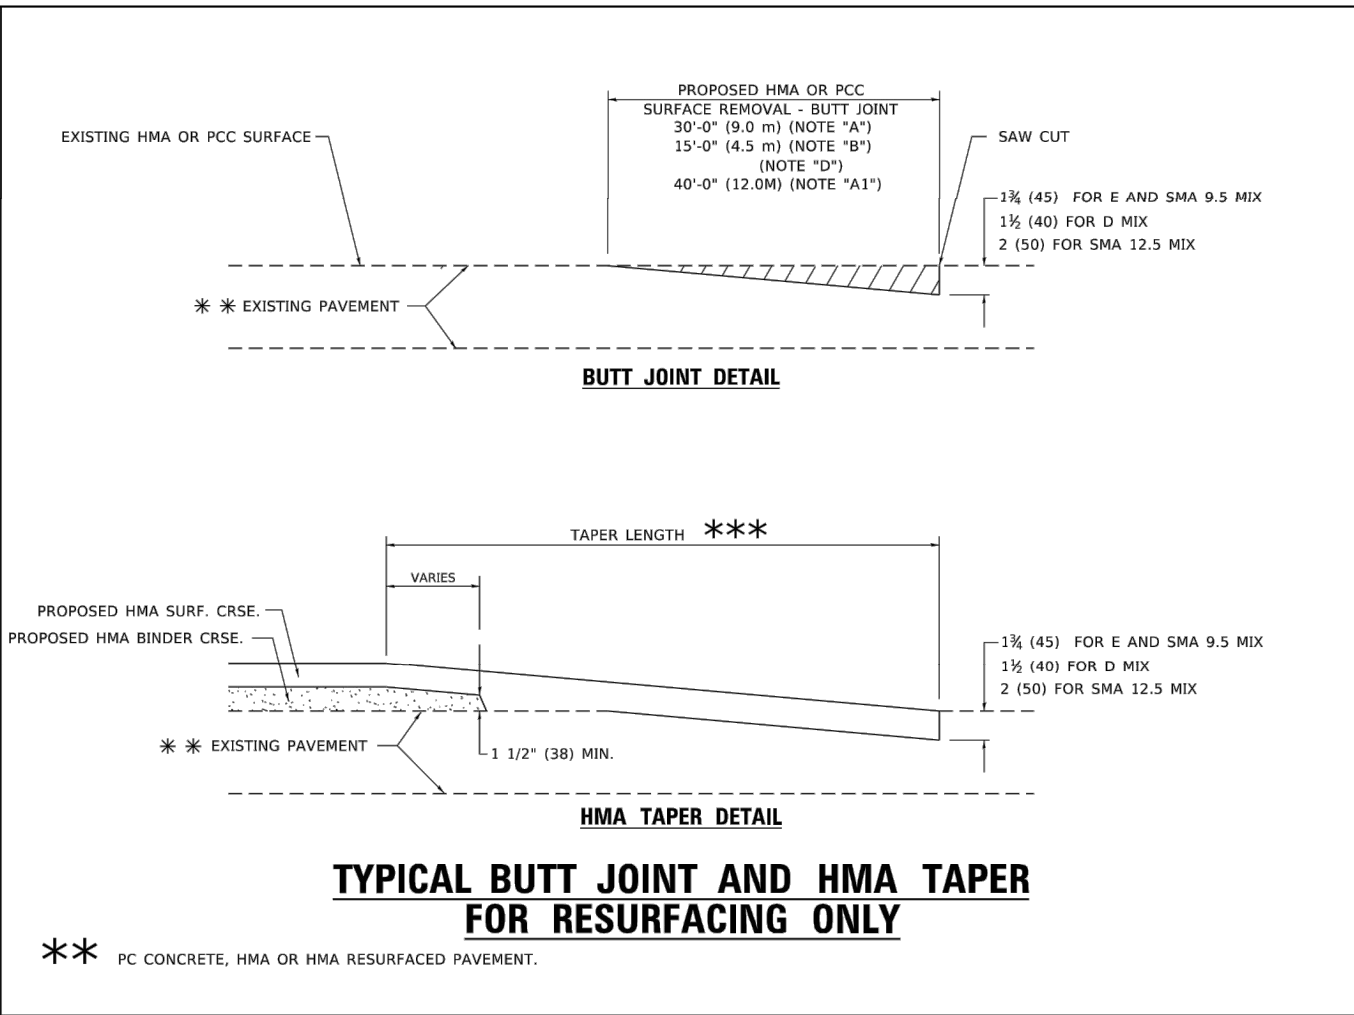 PROPOSED HMA OR PCC
SURFACE REMOVAL - BUTT JOINT
30'-0" (9.0 m) (NOTE "A")
15'-0" (4.5 m) (NOTE "B")
(NOTE "D")
40'-0" (12.0M) (NOTE "A1")
EXISTING HMA OR PCC SURFACE
SAW CUT
1¾ (45) FOR E AND SMA 9.5 MIX
1½ (40) FOR D MIX
2 (50) FOR SMA 12.5 MIX
* * EXISTING PAVEMENT
BUTT JOINT DETAIL
TAPER LENGTH ***
VARIES
PROPOSED HMA SURF. CRSE.
PROPOSED HMA BINDER CRSE.
1¾ (45) FOR E AND SMA 9.5 MIX
1½ (40) FOR D MIX
2 (50) FOR SMA 12.5 MIX
* * EXISTING PAVEMENT
1 1/2" (38) MIN.
HMA TAPER DETAIL
TYPICAL BUTT JOINT AND HMA TAPER
FOR RESURFACING ONLY
** PC CONCRETE, HMA OR HMA RESURFACED PAVEMENT.